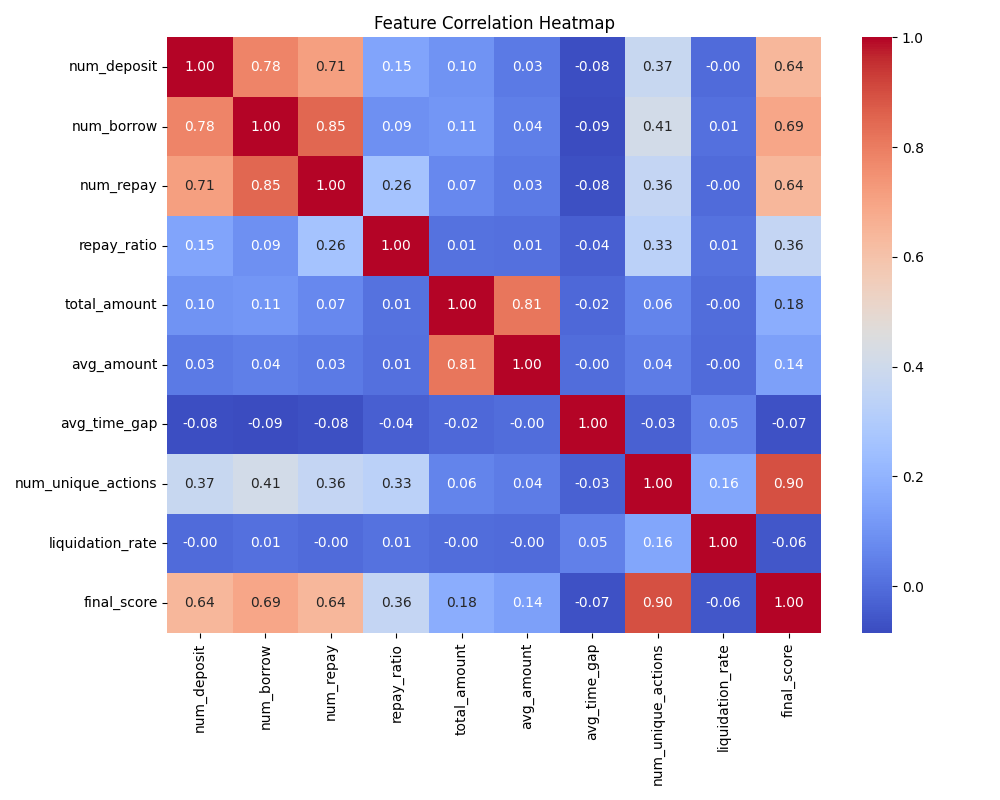 Feature Correlation Heatmap
num_deposit 1.00 0.78 0.71 0.15 0.10 0.03 -0.08 0.37 -0.00 0.64
num_borrow 0.78 1.00 0.85 0.09 0.11 0.04 -0.09 0.41 0.01 0.69
num_repay 0.71 0.85 1.00 0.26 0.07 0.03 -0.08 0.36 -0.00 0.64
repay_ratio 0.15 0.09 0.26 1.00 0.01 0.01 -0.04 0.33 0.01 0.36
total_amount 0.10 0.11 0.07 0.01 1.00 0.81 -0.02 0.06 -0.00 0.18
avg_amount 0.03 0.04 0.03 0.01 0.81 1.00 -0.00 0.04 -0.00 0.14
avg_time_gap -0.08 -0.09 -0.08 -0.04 -0.02 -0.00 1.00 -0.03 0.05 -0.07
num_unique_actions 0.37 0.41 0.36 0.33 0.06 0.04 -0.03 1.00 0.16 0.90
liquidation_rate -0.00 0.01 -0.00 0.01 -0.00 -0.00 0.05 0.16 1.00 -0.06
final_score 0.64 0.69 0.64 0.36 0.18 0.14 -0.07 0.90 -0.06 1.00
num_deposit
num_borrow
num_repay
repay_ratio
total_amount
avg_amount
avg_time_gap
num_unique_actions
liquidation_rate
final_score
1.0
0.8
0.6
0.4
0.2
0.0